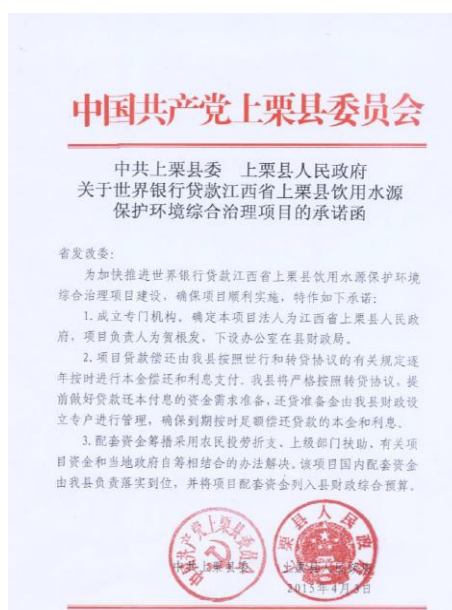 中国共产党上栗县委员会
中共上栗县委 上栗县人民政府
关于世界银行贷款江西省上栗县饮用水源
保护环境综合治理项目的承诺函
省发改委:
为加快推进世界银行贷款江西省上栗县饮用水源保护环境
综合治理项目建设，确保项目顺利实施，特作如下承诺:
1.成立专门机构。确定本项目法人为江西省上栗县人民政
府，项目负责人为贺根发，下设办公室在县财政局。
2.项目贷款偿还由我县按照世行和转贷协议的有关规定逐
年按时进行本金偿还和利息支付。我县将严格按照转贷协议，提
前做好贷款还本付息的资金需求准备，还贷准备金由我县财政设
立专户进行管理，确保到期按时足额偿还贷款的本金和利息。
3.配套资金筹措采用农民投劳折支、上级部门扶助、有关项
目资金和当地政府自筹相结合的办法解决。该项目国内配套资金
由我县负责落实到位，并将项目配套资金列入县财政综合预算。
中共上栗县委 上栗县人民政府
2015年4月3日